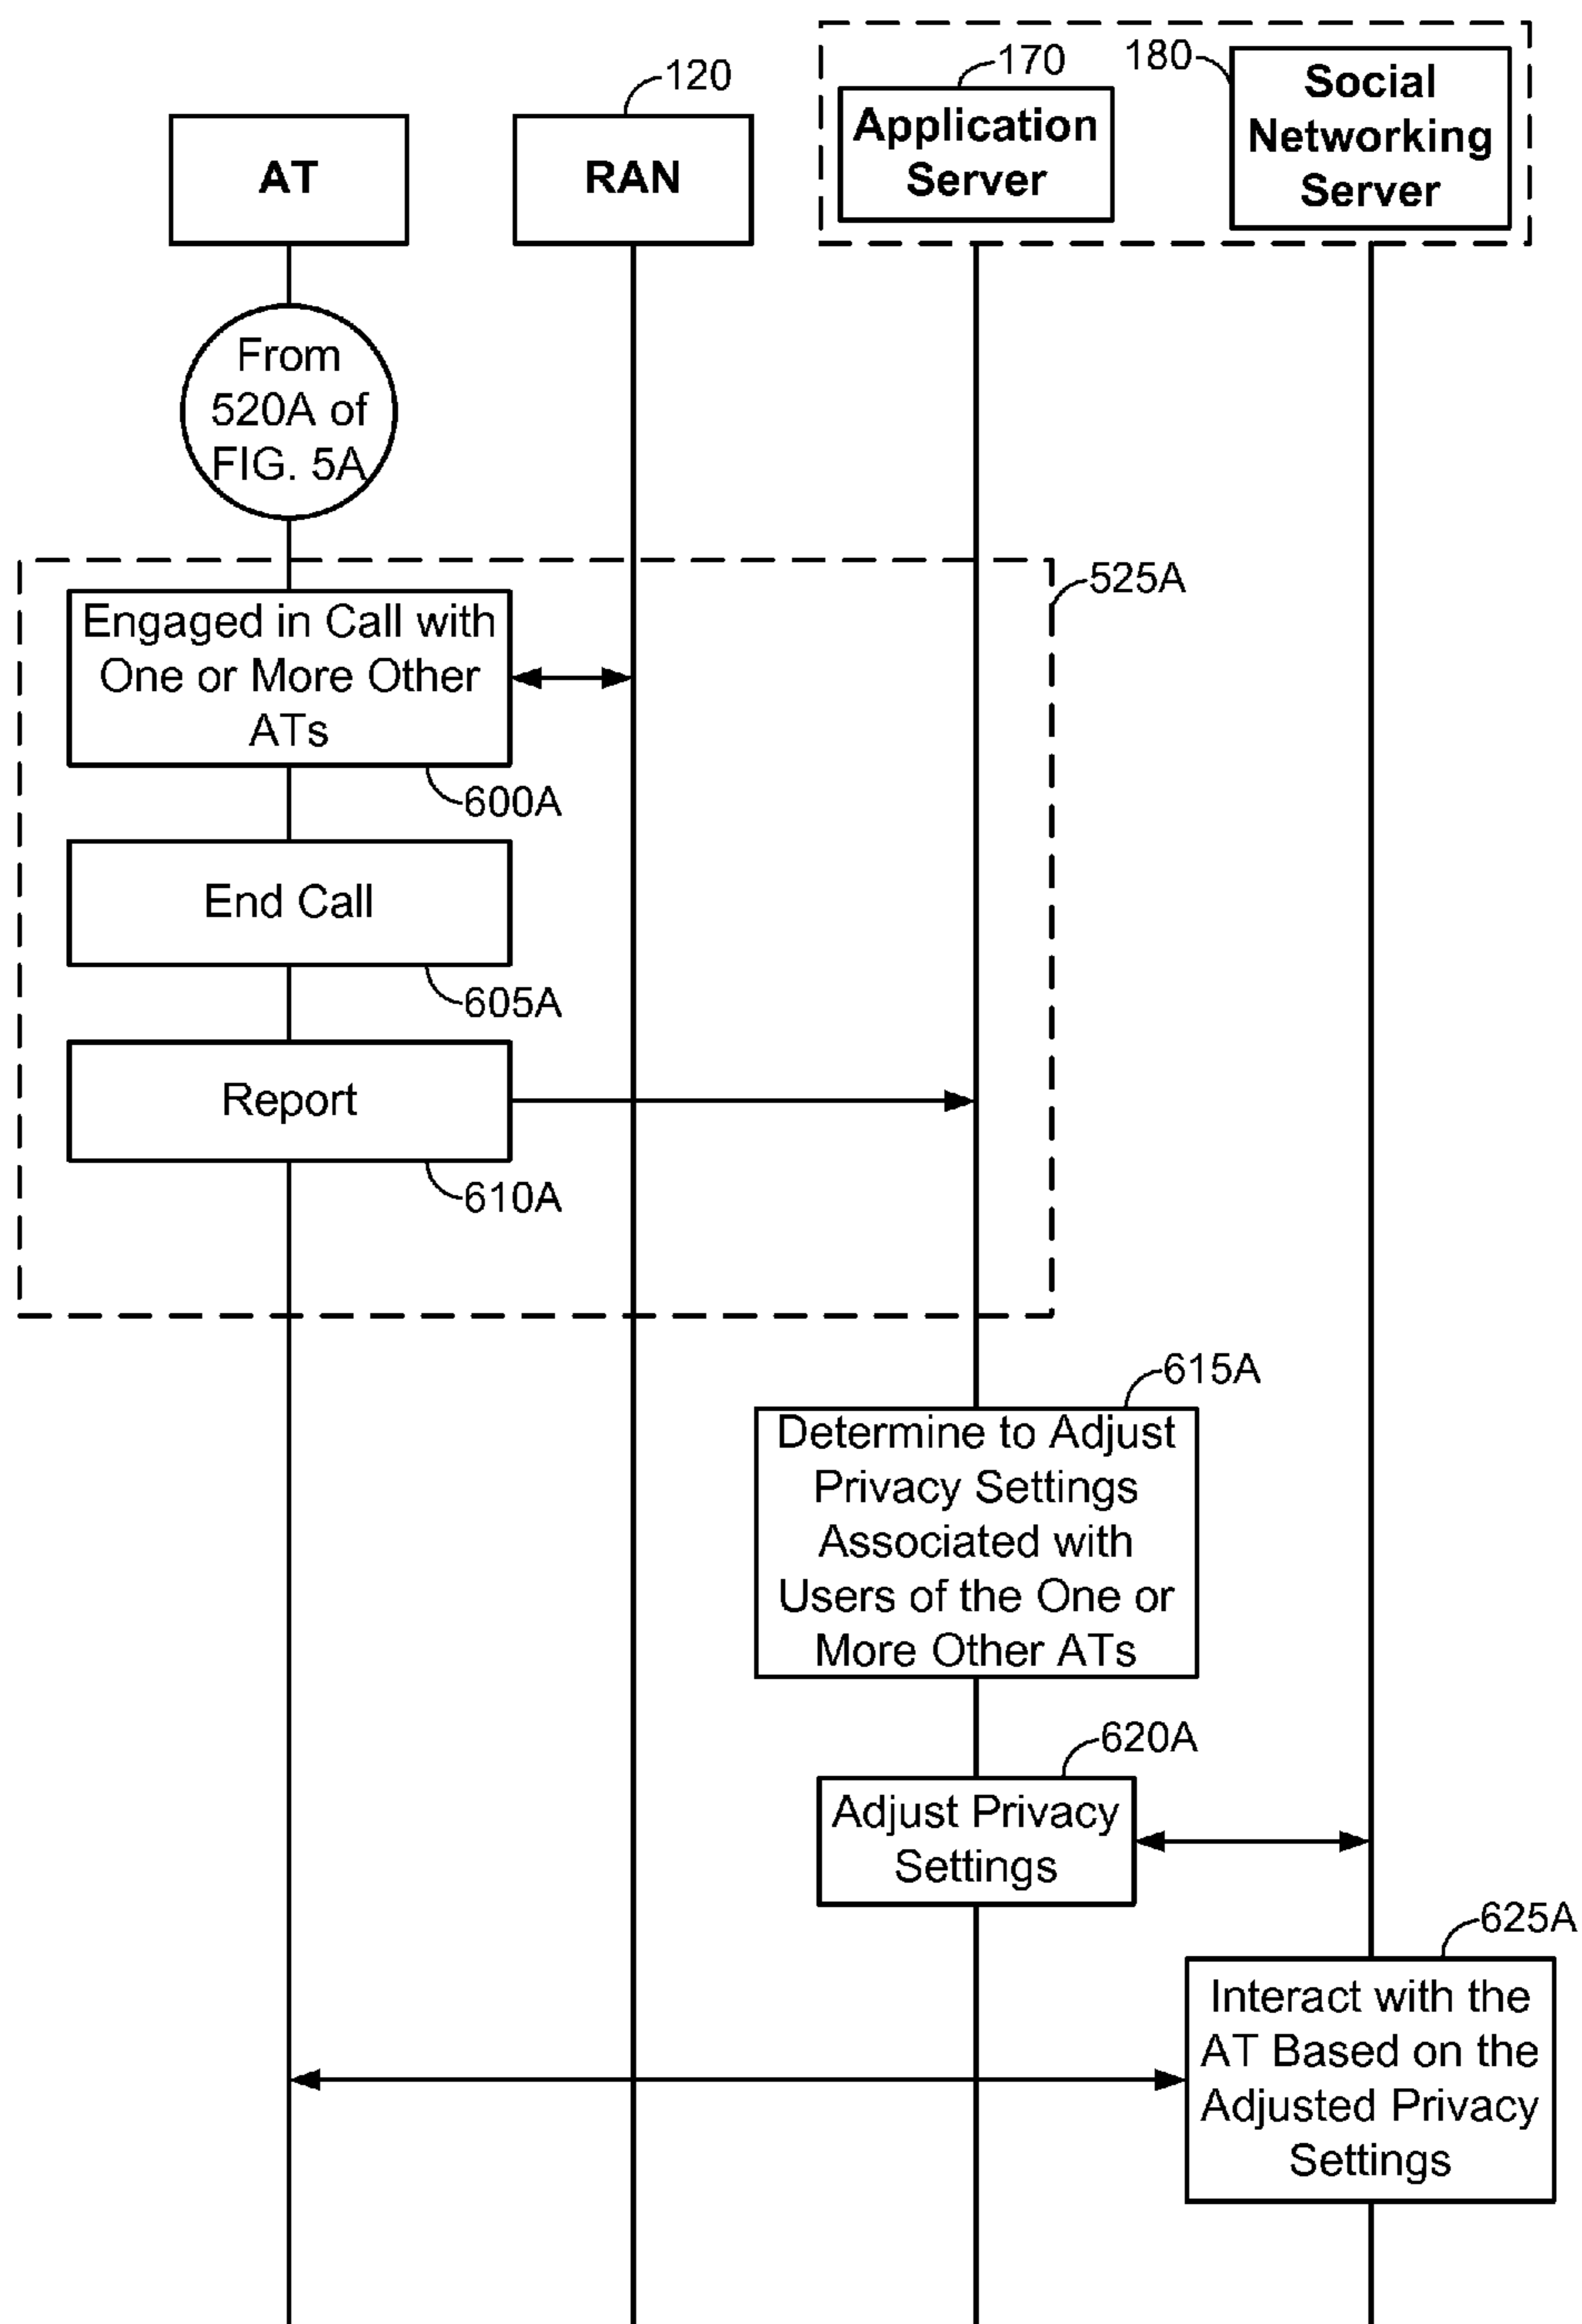 120
170
180
AT
RAN
Application
Server
Social
Networking
Server
From
520A of
FIG. 5A
525A
Engaged in Call with
One or More Other
ATs
600A
End Call
605A
Report
610A
615A
Determine to Adjust
Privacy Settings
Associated with
Users of the One or
More Other ATs
620A
Adjust Privacy
Settings
625A
Interact with the
AT Based on the
Adjusted Privacy
Settings